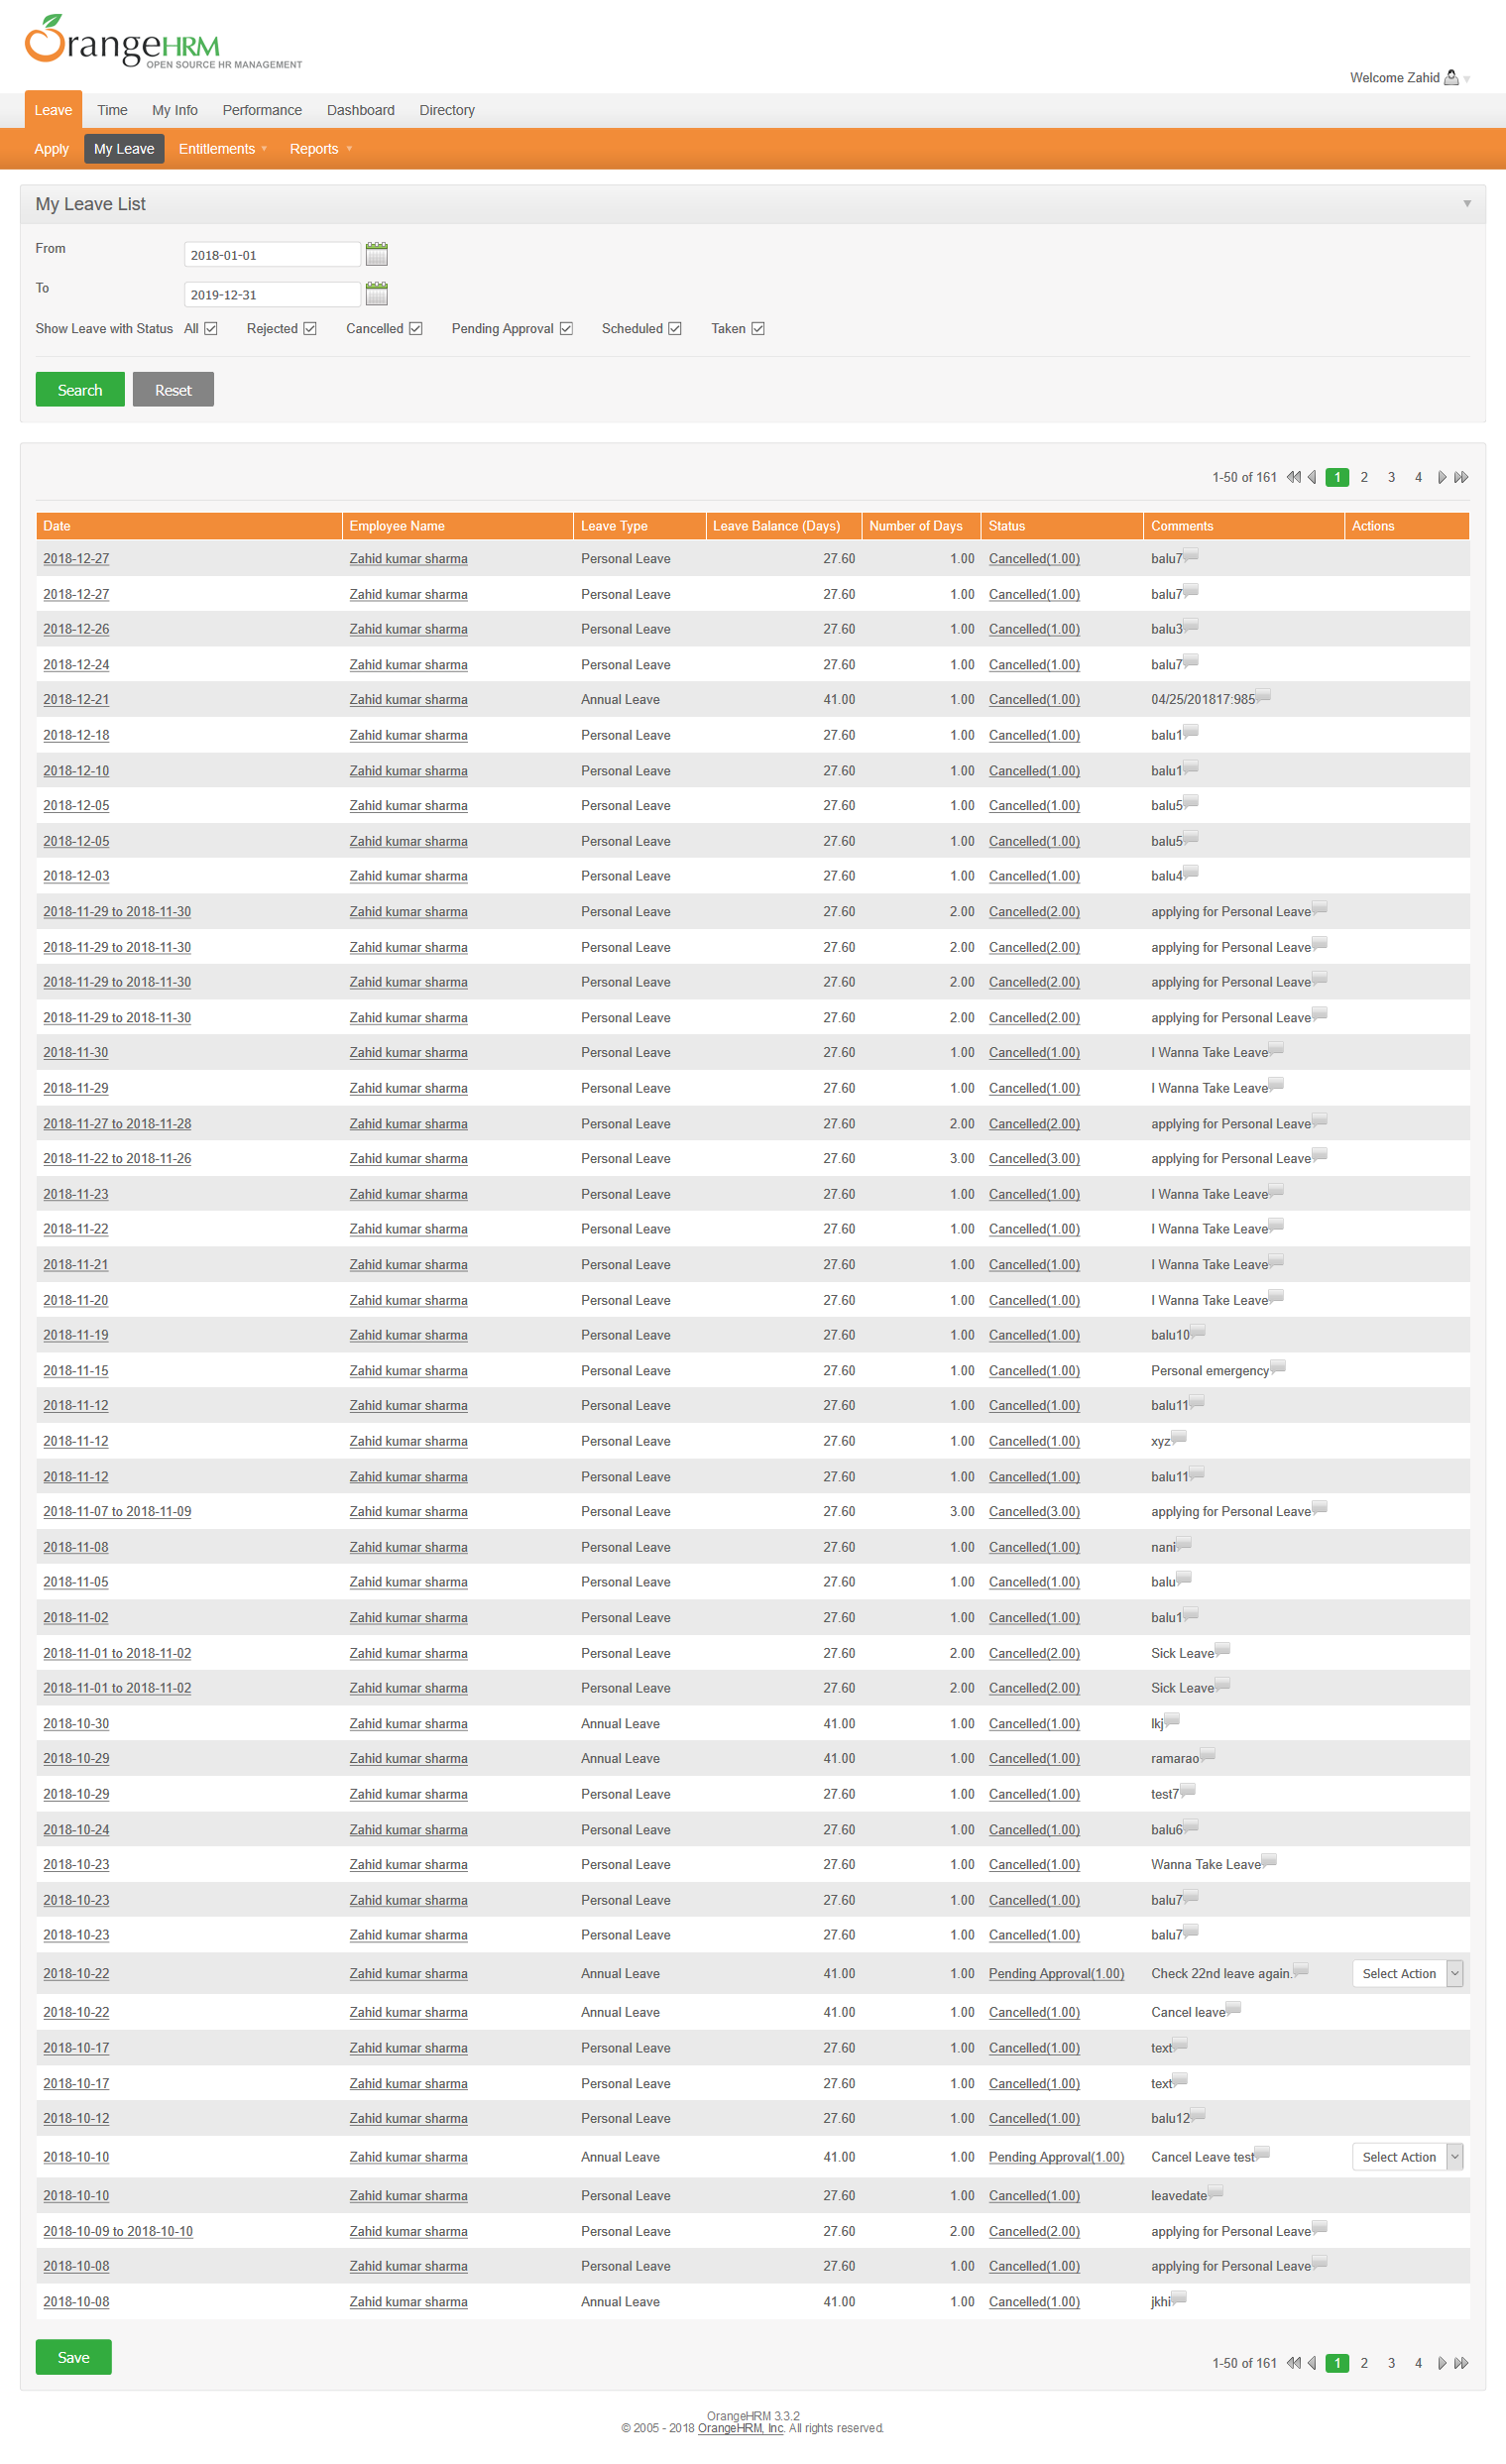 OrangeHRM
OPEN SOURCE HR MANAGEMENT
Welcome Zahid
Leave Time My Info Performance Dashboard Directory
Apply My Leave Entitlements Reports
My Leave List
From 2018-01-01
To 2019-12-31
Show Leave with Status All Rejected Cancelled Pending Approval Scheduled Taken
Search Reset
1-50 of 161 1 2 3 4
Date Employee Name Leave Type Leave Balance (Days) Number of Days Status Comments Actions
2018-12-27 Zahid kumar sharma Personal Leave 27.60 1.00 Cancelled(1.00) balu7
2018-12-27 Zahid kumar sharma Personal Leave 27.60 1.00 Cancelled(1.00) balu7
2018-12-26 Zahid kumar sharma Personal Leave 27.60 1.00 Cancelled(1.00) balu3
2018-12-24 Zahid kumar sharma Personal Leave 27.60 1.00 Cancelled(1.00) balu7
2018-12-21 Zahid kumar sharma Annual Leave 41.00 1.00 Cancelled(1.00) 04/25/201817:985
2018-12-18 Zahid kumar sharma Personal Leave 27.60 1.00 Cancelled(1.00) balu1
2018-12-10 Zahid kumar sharma Personal Leave 27.60 1.00 Cancelled(1.00) balu1
2018-12-05 Zahid kumar sharma Personal Leave 27.60 1.00 Cancelled(1.00) balu5
2018-12-05 Zahid kumar sharma Personal Leave 27.60 1.00 Cancelled(1.00) balu5
2018-12-03 Zahid kumar sharma Personal Leave 27.60 1.00 Cancelled(1.00) balu4
2018-11-29 to 2018-11-30 Zahid kumar sharma Personal Leave 27.60 2.00 Cancelled(2.00) applying for Personal Leave
2018-11-29 to 2018-11-30 Zahid kumar sharma Personal Leave 27.60 2.00 Cancelled(2.00) applying for Personal Leave
2018-11-29 to 2018-11-30 Zahid kumar sharma Personal Leave 27.60 2.00 Cancelled(2.00) applying for Personal Leave
2018-11-29 to 2018-11-30 Zahid kumar sharma Personal Leave 27.60 2.00 Cancelled(2.00) applying for Personal Leave
2018-11-30 Zahid kumar sharma Personal Leave 27.60 1.00 Cancelled(1.00) I Wanna Take Leave
2018-11-29 Zahid kumar sharma Personal Leave 27.60 1.00 Cancelled(1.00) I Wanna Take Leave
2018-11-27 to 2018-11-28 Zahid kumar sharma Personal Leave 27.60 2.00 Cancelled(2.00) applying for Personal Leave
2018-11-22 to 2018-11-26 Zahid kumar sharma Personal Leave 27.60 3.00 Cancelled(3.00) applying for Personal Leave
2018-11-23 Zahid kumar sharma Personal Leave 27.60 1.00 Cancelled(1.00) I Wanna Take Leave
2018-11-22 Zahid kumar sharma Personal Leave 27.60 1.00 Cancelled(1.00) I Wanna Take Leave
2018-11-21 Zahid kumar sharma Personal Leave 27.60 1.00 Cancelled(1.00) I Wanna Take Leave
2018-11-20 Zahid kumar sharma Personal Leave 27.60 1.00 Cancelled(1.00) I Wanna Take Leave
2018-11-19 Zahid kumar sharma Personal Leave 27.60 1.00 Cancelled(1.00) balu10
2018-11-15 Zahid kumar sharma Personal Leave 27.60 1.00 Cancelled(1.00) Personal emergency
2018-11-12 Zahid kumar sharma Personal Leave 27.60 1.00 Cancelled(1.00) balu11
2018-11-12 Zahid kumar sharma Personal Leave 27.60 1.00 Cancelled(1.00) xyz
2018-11-12 Zahid kumar sharma Personal Leave 27.60 1.00 Cancelled(1.00) balu11
2018-11-07 to 2018-11-09 Zahid kumar sharma Personal Leave 27.60 3.00 Cancelled(3.00) applying for Personal Leave
2018-11-08 Zahid kumar sharma Personal Leave 27.60 1.00 Cancelled(1.00) nani
2018-11-05 Zahid kumar sharma Personal Leave 27.60 1.00 Cancelled(1.00) balu
2018-11-02 Zahid kumar sharma Personal Leave 27.60 1.00 Cancelled(1.00) balu1
2018-11-01 to 2018-11-02 Zahid kumar sharma Personal Leave 27.60 2.00 Cancelled(2.00) Sick Leave
2018-11-01 to 2018-11-02 Zahid kumar sharma Personal Leave 27.60 2.00 Cancelled(2.00) Sick Leave
2018-10-30 Zahid kumar sharma Annual Leave 41.00 1.00 Cancelled(1.00) lkj
2018-10-29 Zahid kumar sharma Annual Leave 41.00 1.00 Cancelled(1.00) ramarao
2018-10-29 Zahid kumar sharma Personal Leave 27.60 1.00 Cancelled(1.00) test7
2018-10-24 Zahid kumar sharma Personal Leave 27.60 1.00 Cancelled(1.00) balu6
2018-10-23 Zahid kumar sharma Personal Leave 27.60 1.00 Cancelled(1.00) Wanna Take Leave
2018-10-23 Zahid kumar sharma Personal Leave 27.60 1.00 Cancelled(1.00) balu7
2018-10-23 Zahid kumar sharma Personal Leave 27.60 1.00 Cancelled(1.00) balu7
2018-10-22 Zahid kumar sharma Annual Leave 41.00 1.00 Pending Approval(1.00) Check 22nd leave again. Select Action
2018-10-22 Zahid kumar sharma Annual Leave 41.00 1.00 Cancelled(1.00) Cancel leave
2018-10-17 Zahid kumar sharma Personal Leave 27.60 1.00 Cancelled(1.00) text
2018-10-17 Zahid kumar sharma Personal Leave 27.60 1.00 Cancelled(1.00) text
2018-10-12 Zahid kumar sharma Personal Leave 27.60 1.00 Cancelled(1.00) balu12
2018-10-10 Zahid kumar sharma Annual Leave 41.00 1.00 Pending Approval(1.00) Cancel Leave test Select Action
2018-10-10 Zahid kumar sharma Personal Leave 27.60 1.00 Cancelled(1.00) leavedate
2018-10-09 to 2018-10-10 Zahid kumar sharma Personal Leave 27.60 2.00 Cancelled(2.00) applying for Personal Leave
2018-10-08 Zahid kumar sharma Personal Leave 27.60 1.00 Cancelled(1.00) applying for Personal Leave
2018-10-08 Zahid kumar sharma Annual Leave 41.00 1.00 Cancelled(1.00) jkhi
Save
1-50 of 161 1 2 3 4
OrangeHRM 3.3.2
© 2005 - 2018 OrangeHRM, Inc. All rights reserved.